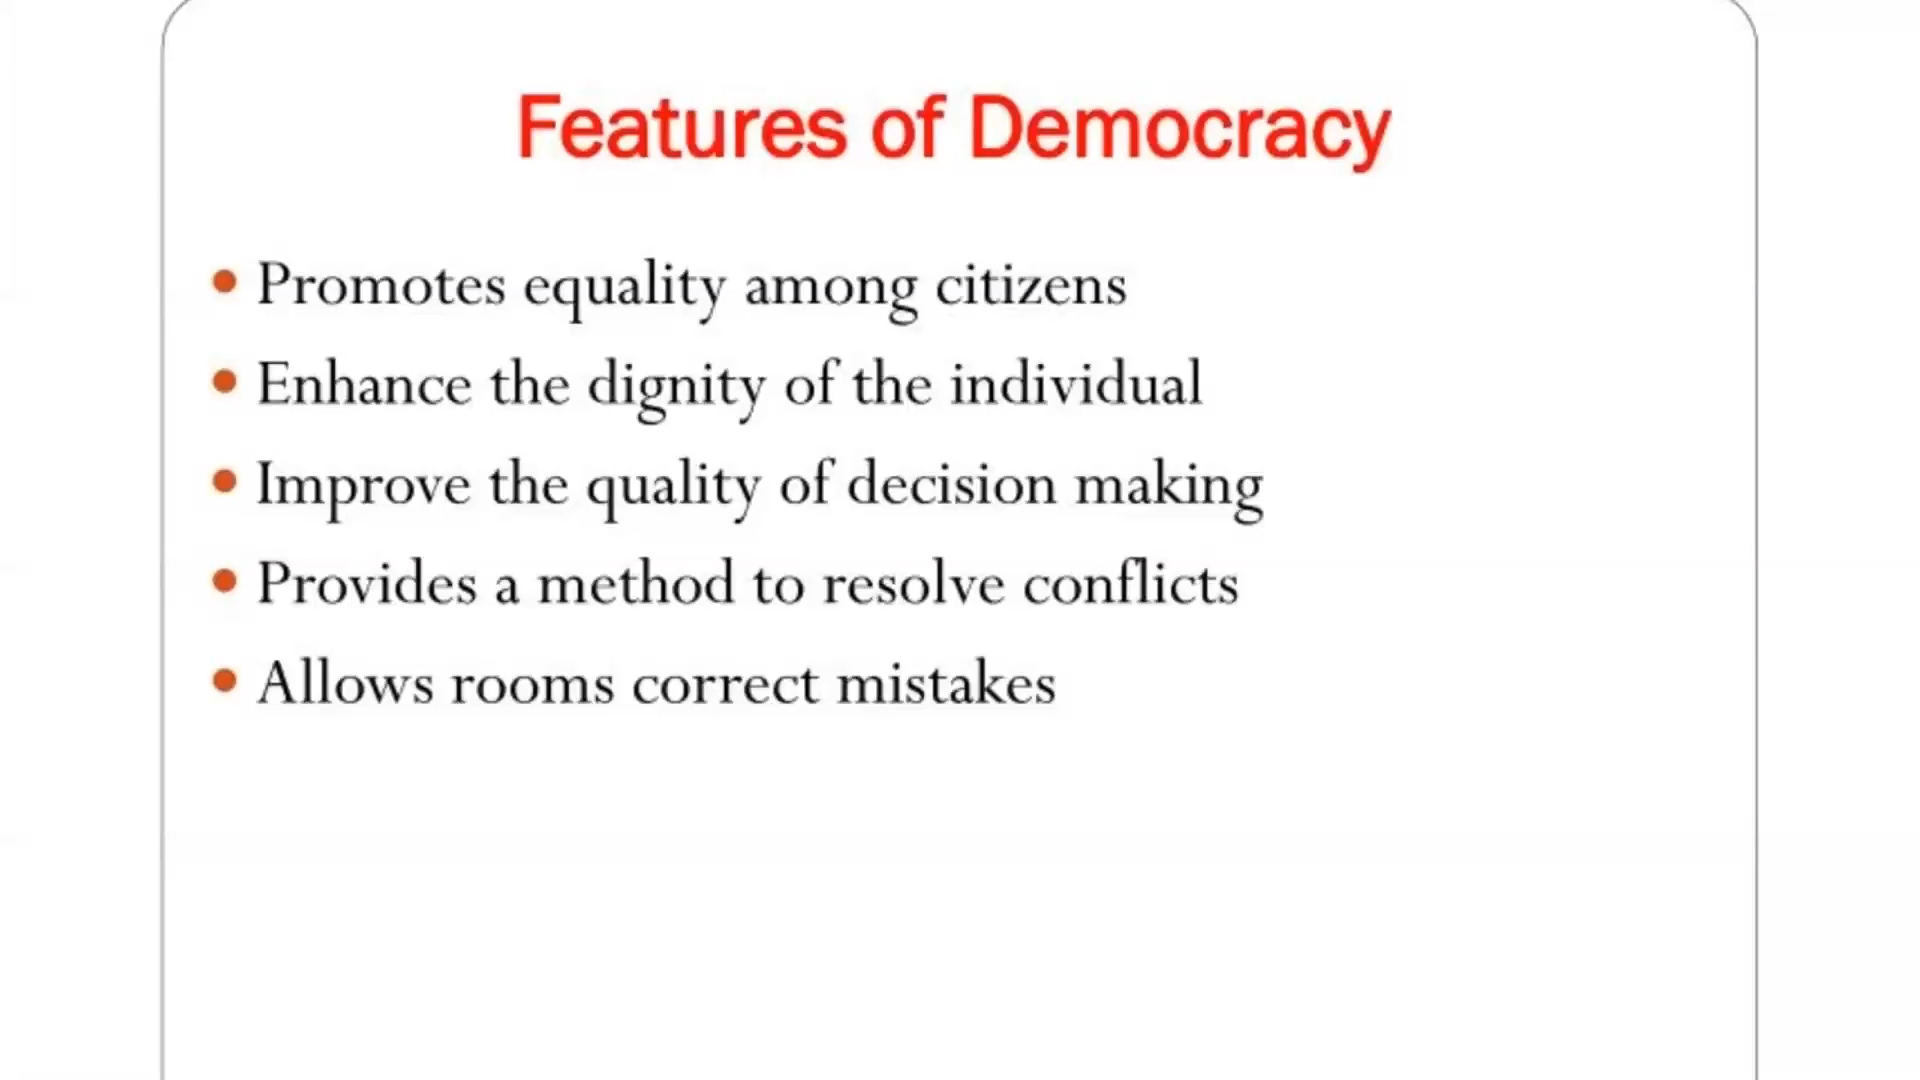 Features of Democracy
• Promotes equality among citizens
• Enhance the dignity of the individual
• Improve the quality of decision making
• Provides a method to resolve conflicts
• Allows rooms correct mistakes